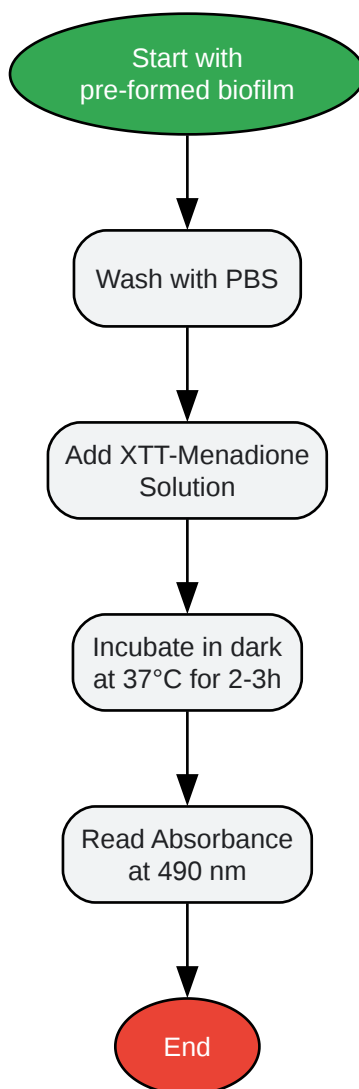 Start with
pre-formed biofilm
Wash with PBS
Add XTT-Menadione
Solution
Incubate in dark
at 37°C for 2-3h
Read Absorbance
at 490 nm
End